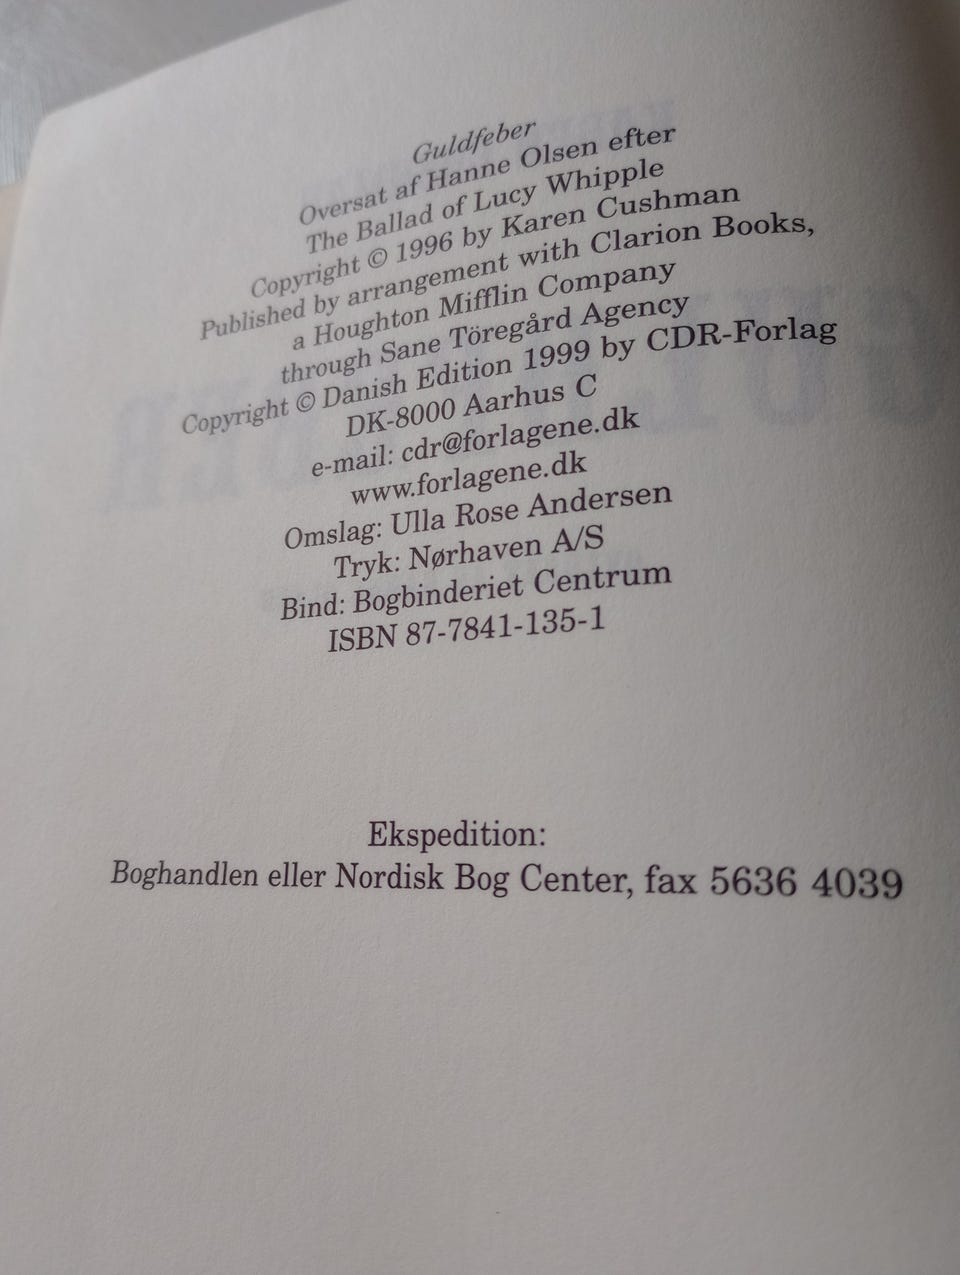 Guldfeber
Oversat af Hanne Olsen efter
The Ballad of Lucy Whipple
Copyright © 1996 by Karen Cushman
Published by arrangement with Clarion Books,
a Houghton Mifflin Company
through Sane Töregård Agency
Copyright © Danish Edition 1999 by CDR-Forlag
DK-8000 Aarhus C
e-mail: cdr@forlagene.dk
www.forlagene.dk
Omslag: Ulla Rose Andersen
Tryk: Nørhaven A/S
Bind: Bogbinderiet Centrum
ISBN 87-7841-135-1
Ekspedition:
Boghandlen eller Nordisk Bog Center, fax 5636 4039